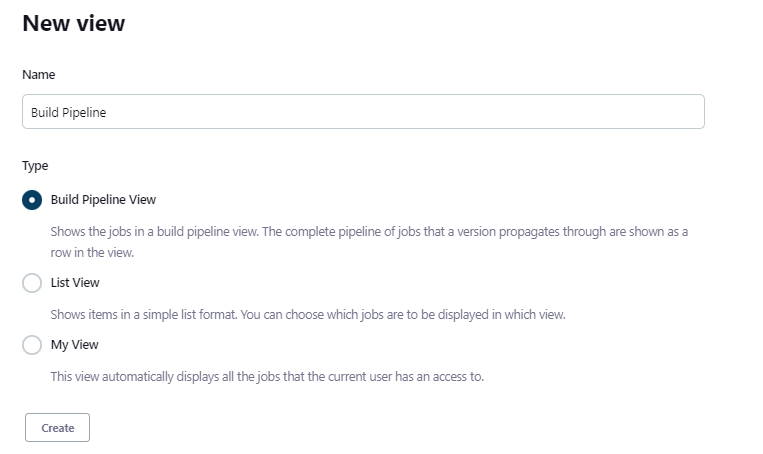 New view
Name
Build Pipeline
Type
Build Pipeline View
Shows the jobs in a build pipeline view. The complete pipeline of jobs that a version propagates through are shown as a
row in the view.
List View
Shows items in a simple list format. You can choose which jobs are to be displayed in which view.
My View
This view automatically displays all the jobs that the current user has an access to.
Create